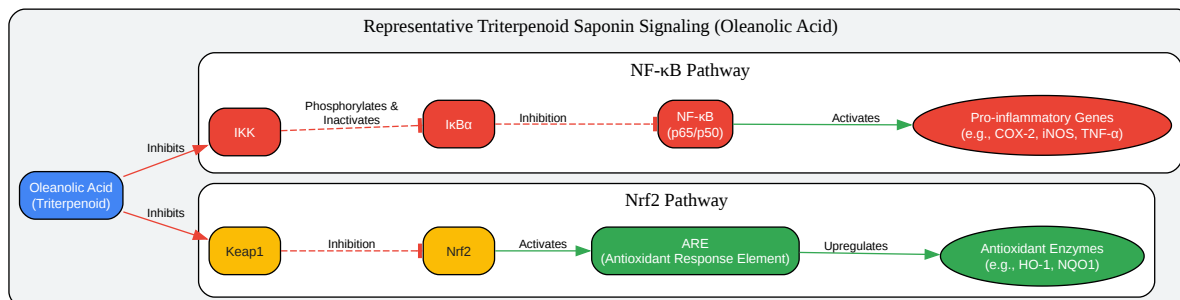 Representative Triterpenoid Saponin Signaling (Oleanolic Acid)
NF-κB Pathway
IKK
Phosphorylates &
Inactivates
IκBα
Inhibition
NF-κB
(p65/p50)
Activates
Pro-inflammatory Genes
(e.g., COX-2, iNOS, TNF-α)
Inhibits
Oleanolic Acid
(Triterpenoid)
Inhibits
Nrf2 Pathway
Keap1
Inhibition
Nrf2
Activates
ARE
(Antioxidant Response Element)
Upregulates
Antioxidant Enzymes
(e.g., HO-1, NQO1)